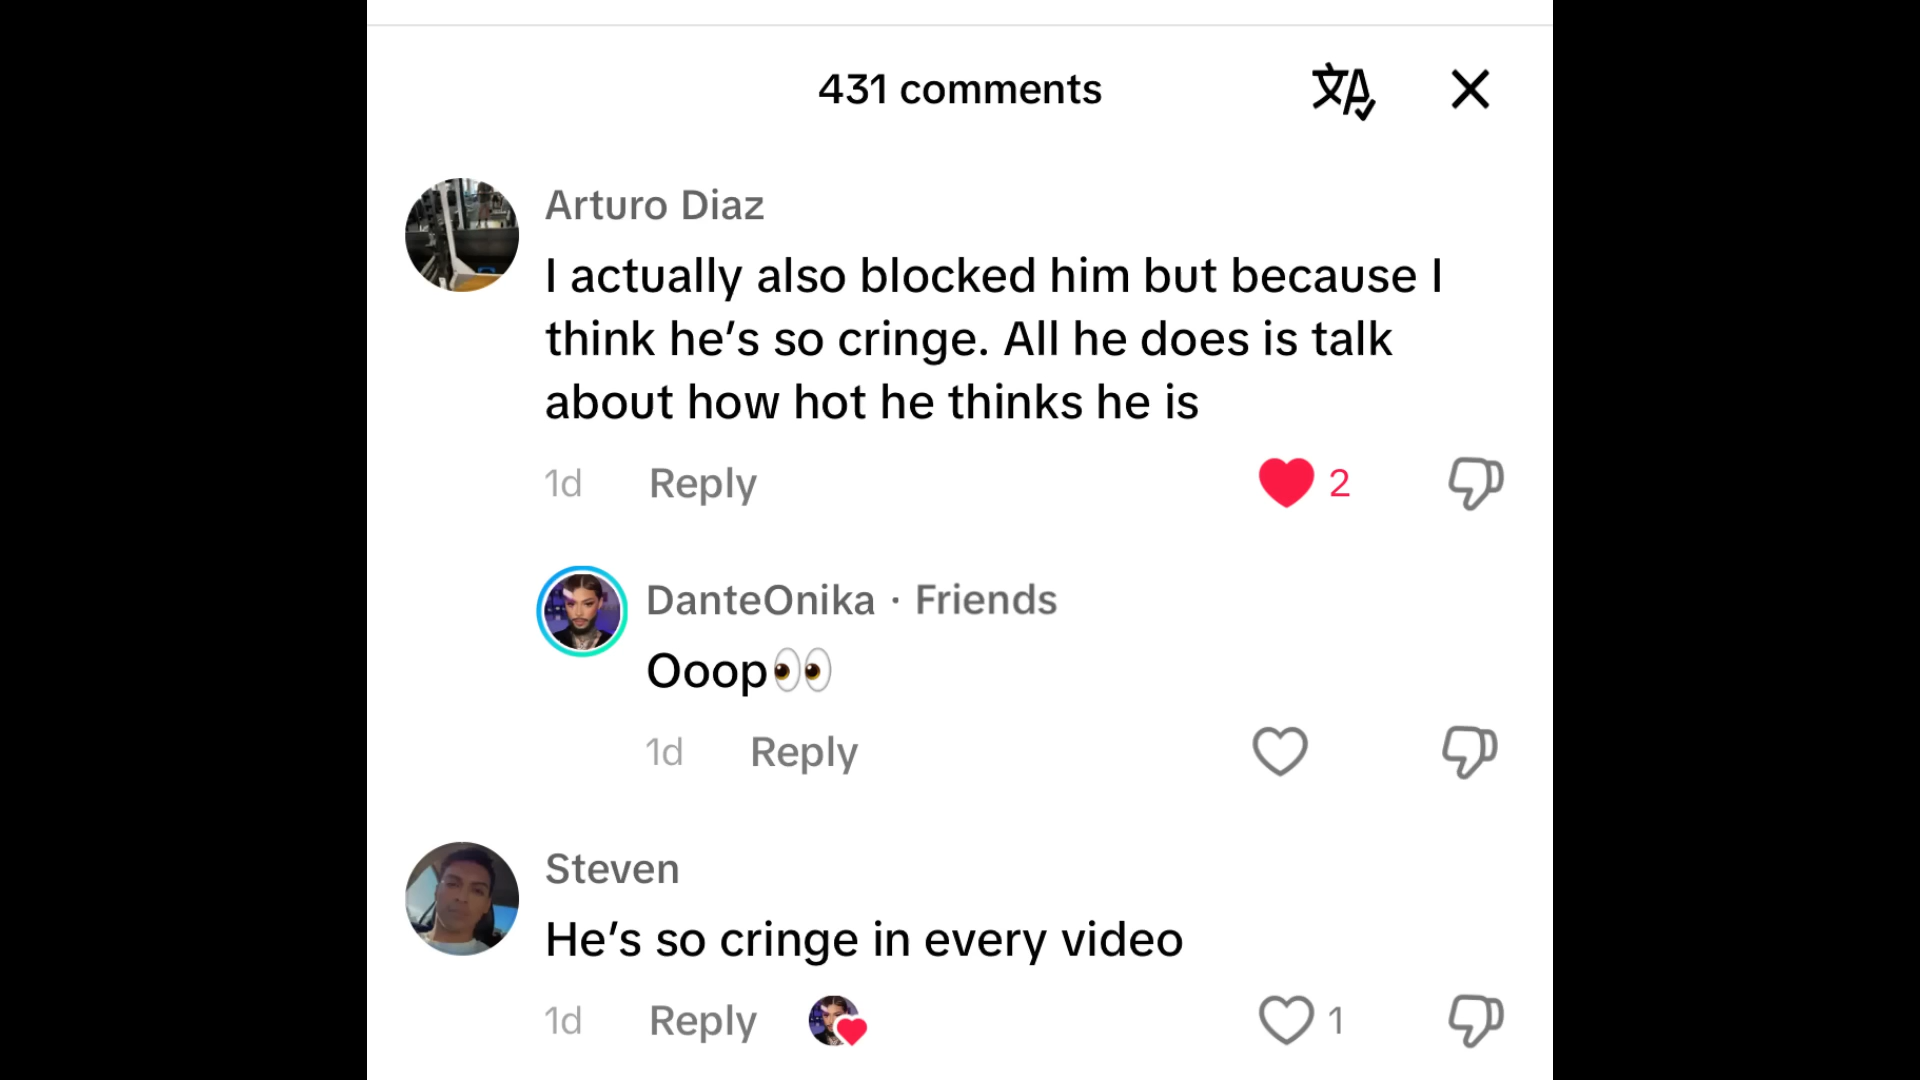 431 comments
Arturo Diaz
I actually also blocked him but because I
think he’s so cringe. All he does is talk
about how hot he thinks he is
1d Reply 2
DanteOnika · Friends
Ooop👀
1d Reply
Steven
He’s so cringe in every video
1d Reply 1